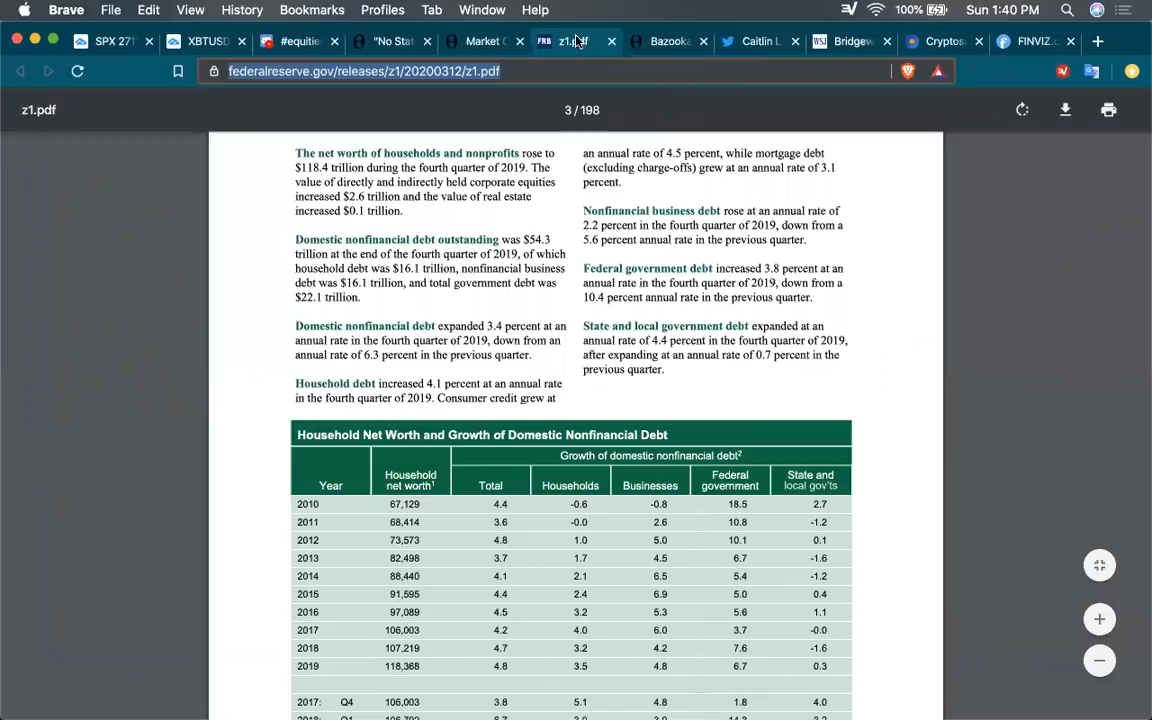 Brave File Edit View History Bookmarks Profiles Tab Window Help 100% Sun 1:40 PM
SPX 271 XBTUSD #equitie "No Stat Market C FRB z1.pdf Bazooka Caitlin L WSJ Bridgew Cryptos FINVIZ.c
federalreserve.gov/releases/z1/20200312/z1.pdf
z1.pdf 3 / 198
The net worth of households and nonprofits rose to
$118.4 trillion during the fourth quarter of 2019. The
value of directly and indirectly held corporate equities
increased $2.6 trillion and the value of real estate
increased $0.1 trillion.
Domestic nonfinancial debt outstanding was $54.3
trillion at the end of the fourth quarter of 2019, of which
household debt was $16.1 trillion, nonfinancial business
debt was $16.1 trillion, and total government debt was
$22.1 trillion.
Domestic nonfinancial debt expanded 3.4 percent at an
annual rate in the fourth quarter of 2019, down from an
annual rate of 6.3 percent in the previous quarter.
Household debt increased 4.1 percent at an annual rate
in the fourth quarter of 2019. Consumer credit grew at
an annual rate of 4.5 percent, while mortgage debt
(excluding charge-offs) grew at an annual rate of 3.1
percent.
Nonfinancial business debt rose at an annual rate of
2.2 percent in the fourth quarter of 2019, down from a
5.6 percent annual rate in the previous quarter.
Federal government debt increased 3.8 percent at an
annual rate in the fourth quarter of 2019, down from a
10.4 percent annual rate in the previous quarter.
State and local government debt expanded at an
annual rate of 4.4 percent in the fourth quarter of 2019,
after expanding at an annual rate of 0.7 percent in the
previous quarter.
Household Net Worth and Growth of Domestic Nonfinancial Debt
Growth of domestic nonfinancial debt²
Household Federal State and
Year net worth¹ Total Households Businesses government local gov'ts
2010 67,129 4.4 -0.6 -0.8 18.5 2.7
2011 68,414 3.6 -0.0 2.6 10.8 -1.2
2012 73,573 4.8 1.0 5.0 10.1 0.1
2013 82,498 3.7 1.7 4.5 6.7 -1.6
2014 88,440 4.1 2.1 6.5 5.4 -1.2
2015 91,595 4.4 2.4 6.9 5.0 0.4
2016 97,089 4.5 3.2 5.3 5.6 1.1
2017 106,003 4.2 4.0 6.0 3.7 -0.0
2018 107,219 4.7 3.2 4.2 7.6 -1.6
2019 118,368 4.8 3.5 4.8 6.7 0.3
2017: Q4 106,003 3.8 5.1 4.8 1.8 4.0